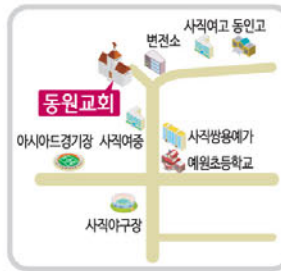 사직여고 동인고
변전소
동원교회
아시아드경기장 사직여중
사직쌍용예가
예원초등학교
사직야구장